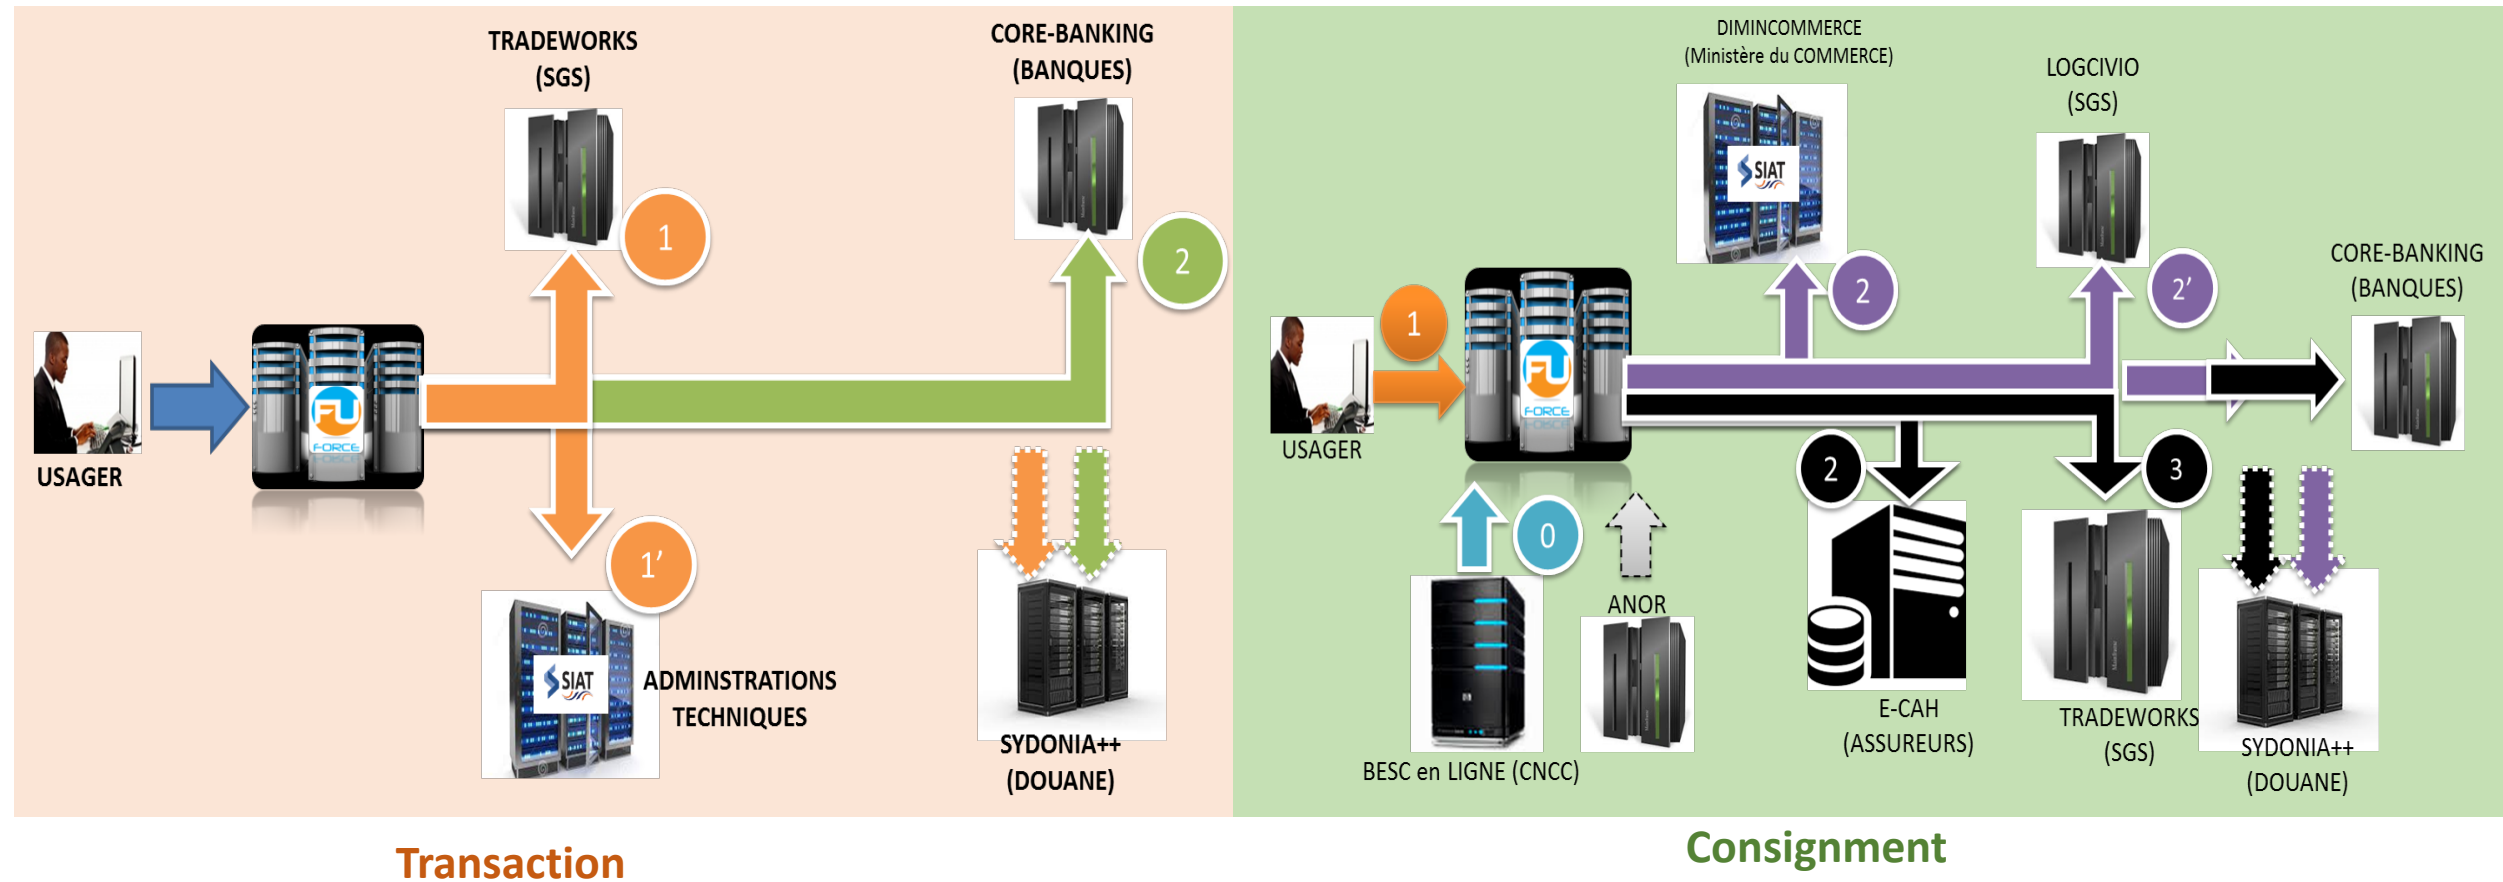 TRADEWORKS
(SGS)
CORE-BANKING
(BANQUES)
1
2
USAGER
FU
FORCE
1’
SIAT
ADMINSTRATIONS
TECHNIQUES
SYDONIA++
(DOUANE)
Transaction
DIMINCOMMERCE
(Ministère du COMMERCE)
LOGCIVIO
(SGS)
SIAT
CORE-BANKING
(BANQUES)
1
2
2’
USAGER
FU
FORCE
0
2
3
ANOR
BESC en LIGNE (CNCC)
E-CAH
(ASSUREURS)
TRADEWORKS
(SGS)
SYDONIA++
(DOUANE)
Consignment